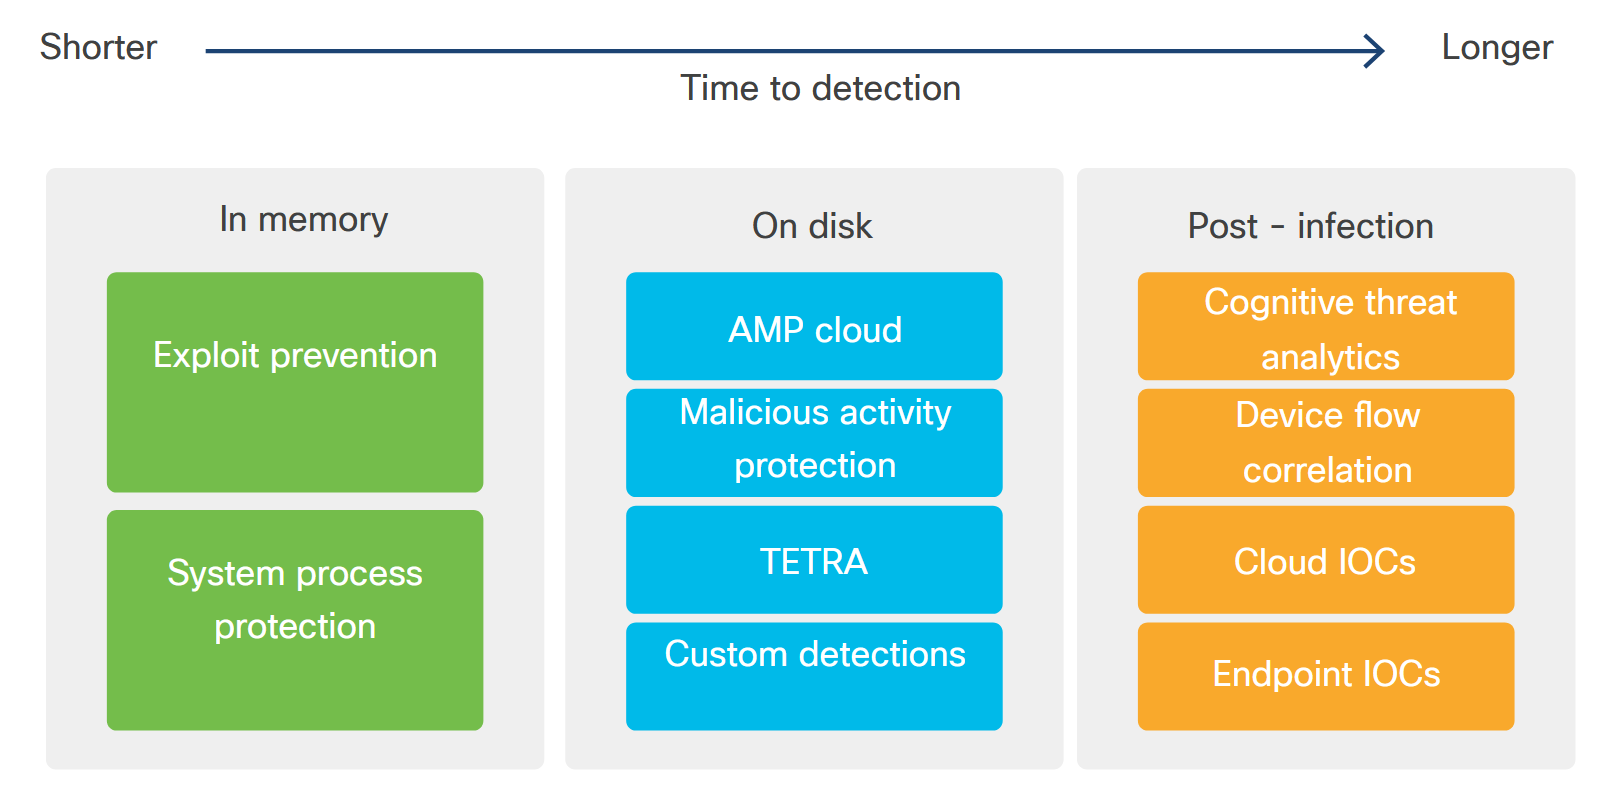 Shorter
Longer
Time to detection
In memory
Exploit prevention
System process
protection
On disk
AMP cloud
Malicious activity
protection
TETRA
Custom detections
Post - infection
Cognitive threat
analytics
Device flow
correlation
Cloud IOCs
Endpoint IOCs